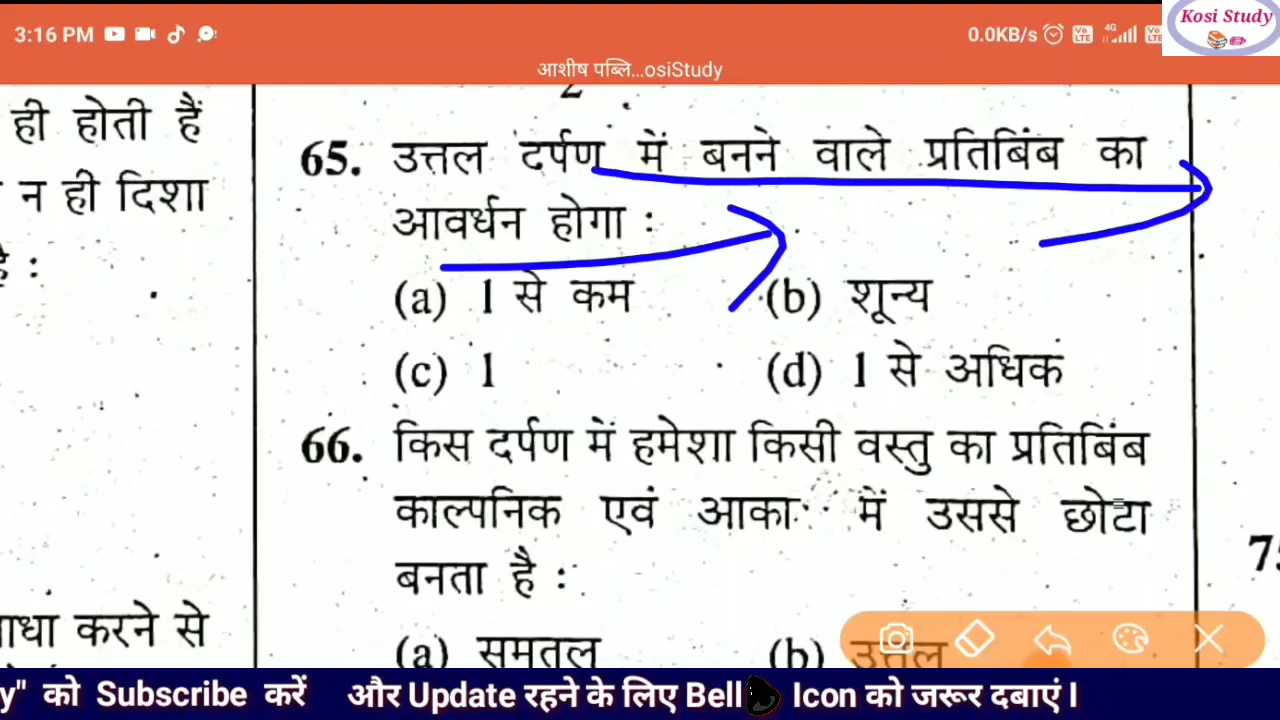 3:16 PM
0.0KB/s
4G
Kosi Study
आशीष पब्लि...osiStudy
ही होती हैं
न ही दिशा
है :
ाधा करने से
65. उत्तल दर्पण में बनने वाले प्रतिबिंब का
आवर्धन होगा :
(a) 1 से कम (b) शून्य
(c) 1 (d) 1 से अधिक
66. किस दर्पण में हमेशा किसी वस्तु का प्रतिबिंब
काल्पनिक एवं आका में उससे छोटा
बनता है :
(a) समतल (b) उत्तल
y" को Subscribe करें और Update रहने के लिए Bell Icon को जरूर दबाएं I